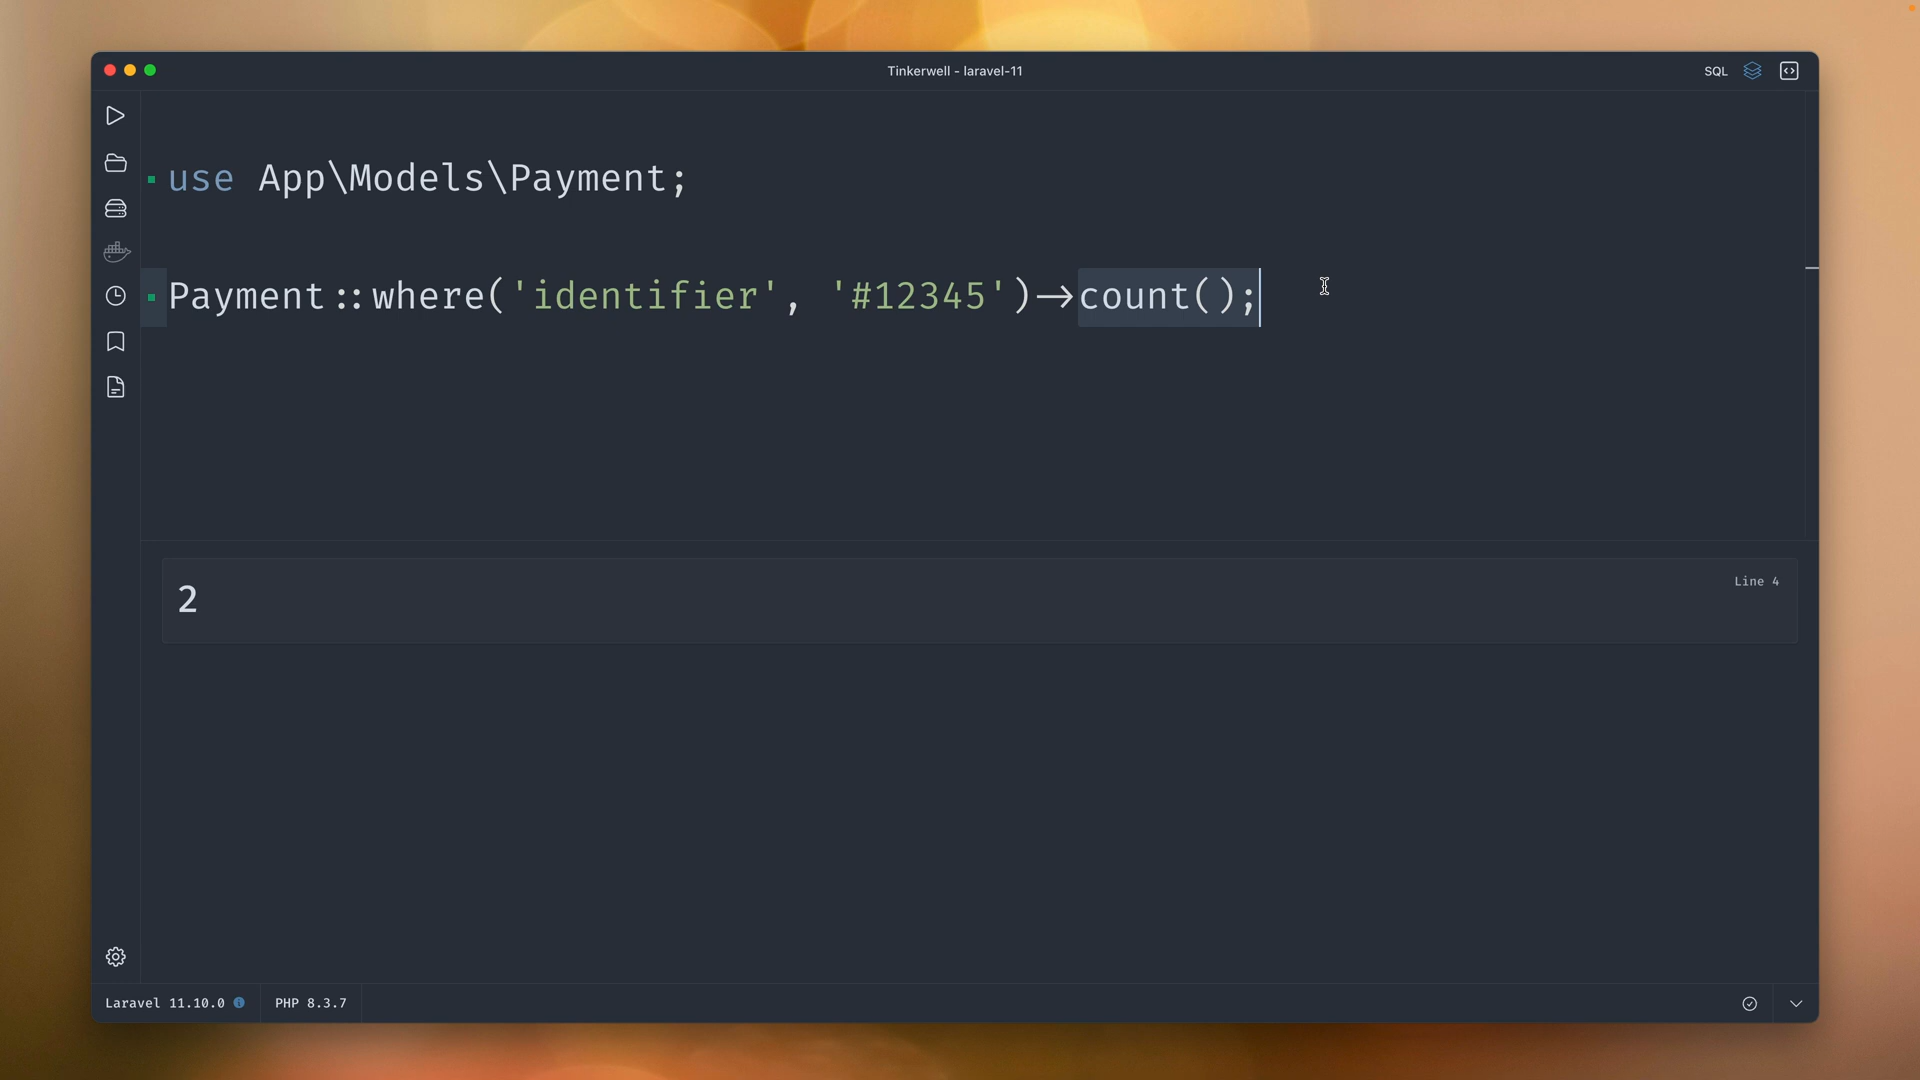 Tinkerwell - laravel-11
SQL
use App\Models\Payment;
Payment::where('identifier', '#12345')->count();
2
Line 4
Laravel 11.10.0
PHP 8.3.7